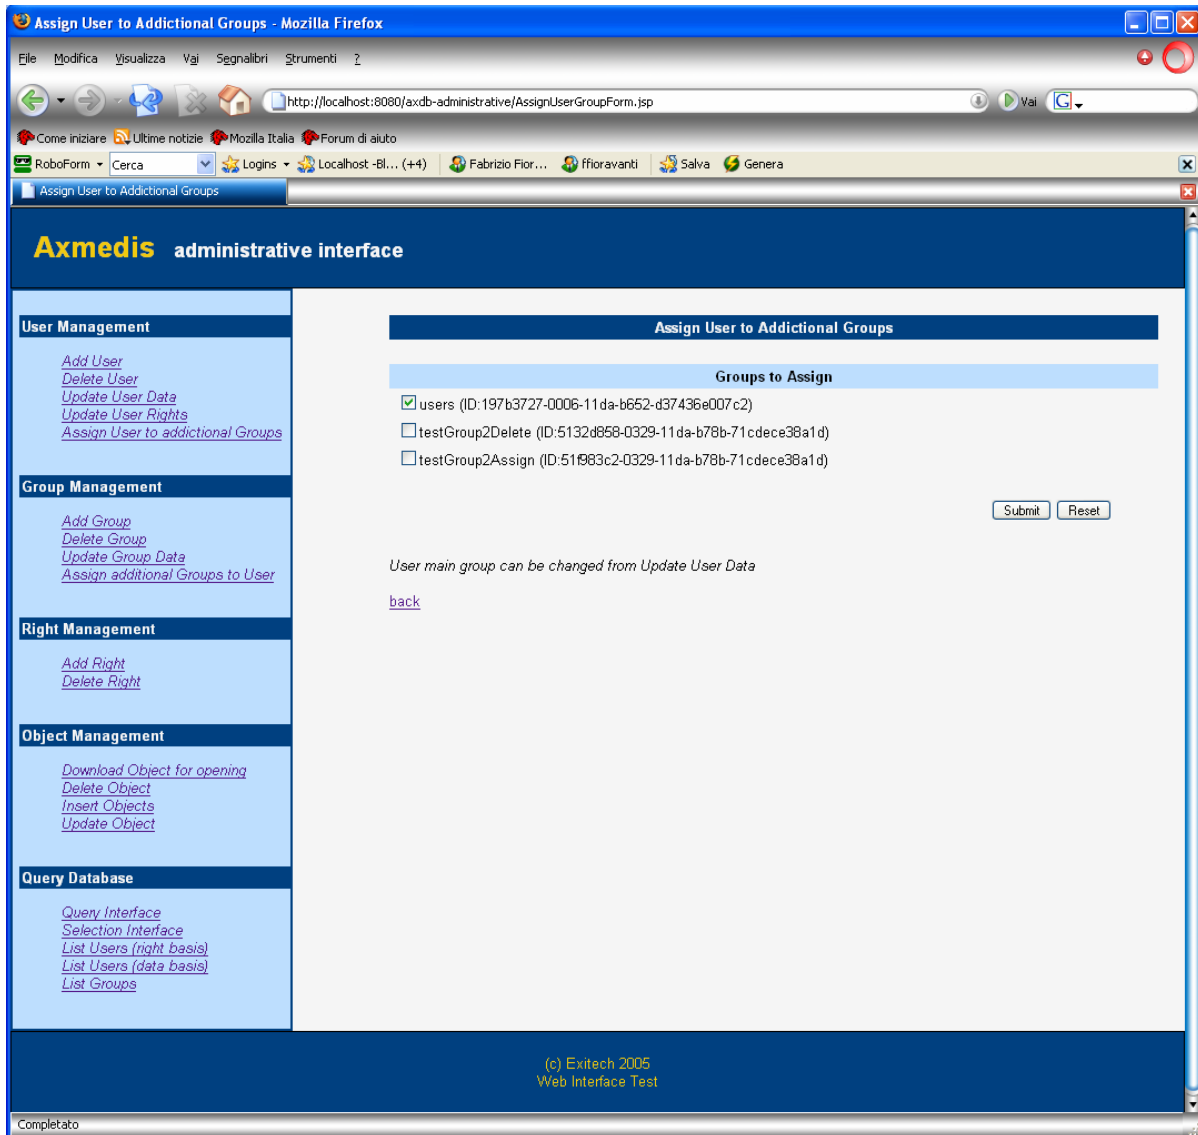 Assign User to Addictional Groups - Mozilla Firefox
File Modifica Visualizza Vai Segnalibri Strumenti ?
http://localhost:8080/axdb-administrative/AssignUserGroupForm.jsp Vai G
Come iniziare Ultime notizie Mozilla Italia Forum di aiuto
RoboForm Cerca Logins Localhost -Bl... (+4) Fabrizio Fior... ffioravanti Salva Genera
Assign User to Addictional Groups
Axmedis administrative interface
User Management
Add User
Delete User
Update User Data
Update User Rights
Assign User to addictional Groups
Group Management
Add Group
Delete Group
Update Group Data
Assign additional Groups to User
Right Management
Add Right
Delete Right
Object Management
Download Object for opening
Delete Object
Insert Objects
Update Object
Query Database
Query Interface
Selection Interface
List Users (right basis)
List Users (data basis)
List Groups
Assign User to Addictional Groups
Groups to Assign
users (ID:197b3727-0006-11da-b652-d37436e007c2)
testGroup2Delete (ID:5132d858-0329-11da-b78b-71cdece38a1d)
testGroup2Assign (ID:51f983c2-0329-11da-b78b-71cdece38a1d)
Submit Reset
User main group can be changed from Update User Data
back
(c) Exitech 2005
Web Interface Test
Completato